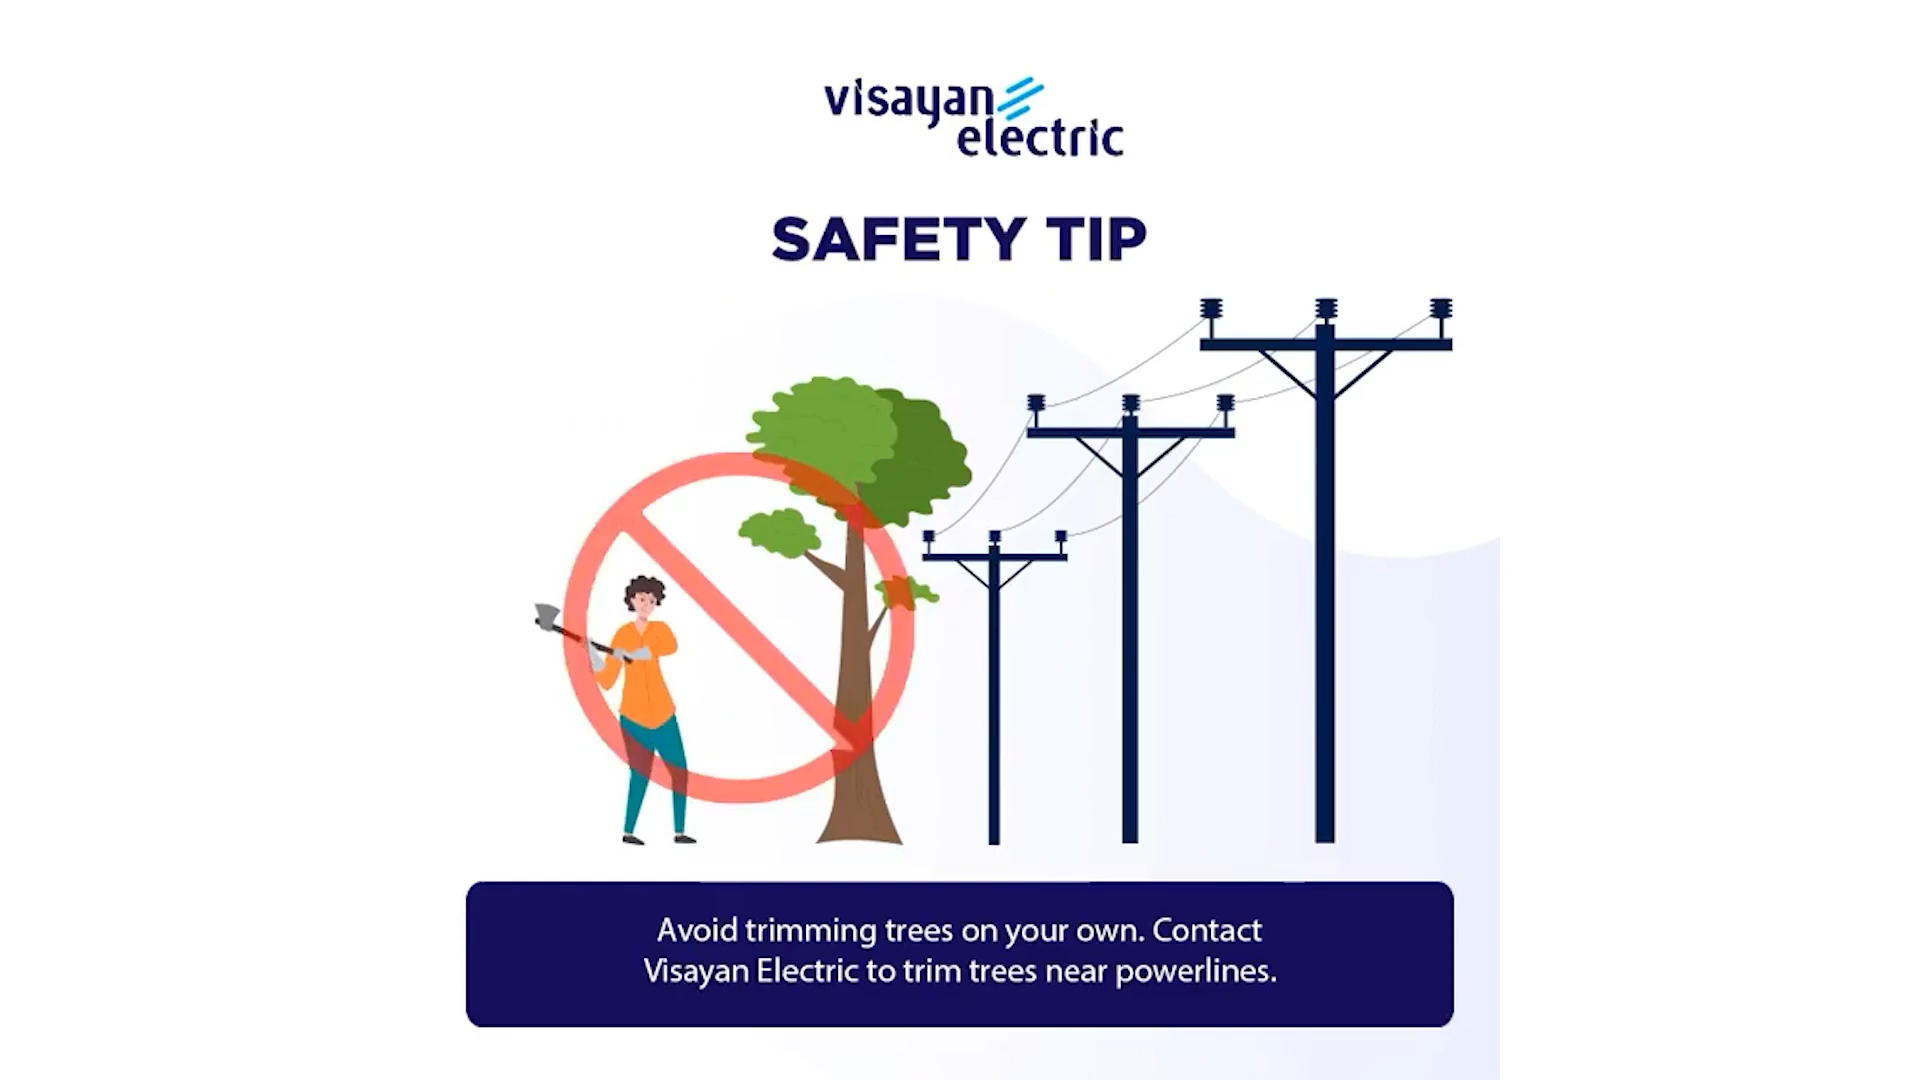 visayan
electric
SAFETY TIP
Avoid trimming trees on your own. Contact
Visayan Electric to trim trees near powerlines.